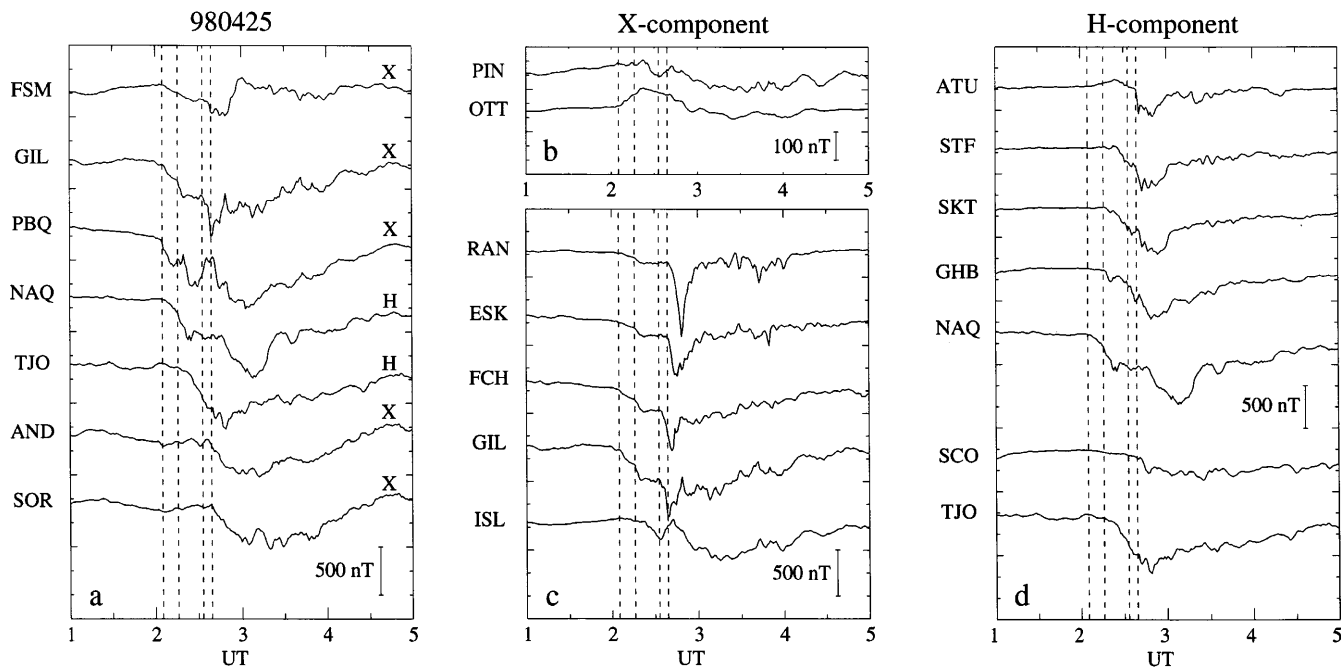 980425
FSM X
GIL X
PBQ X
NAQ H
TJO H
AND X
SOR X
500 nT
a
1 2 3 4 5
UT
X-component
PIN
OTT
b
100 nT
1 2 3 4 5
RAN
ESK
FCH
GIL
ISL
500 nT
c
1 2 3 4 5
UT
H-component
ATU
STF
SKT
GHB
NAQ
500 nT
SCO
TJO
d
1 2 3 4 5
UT